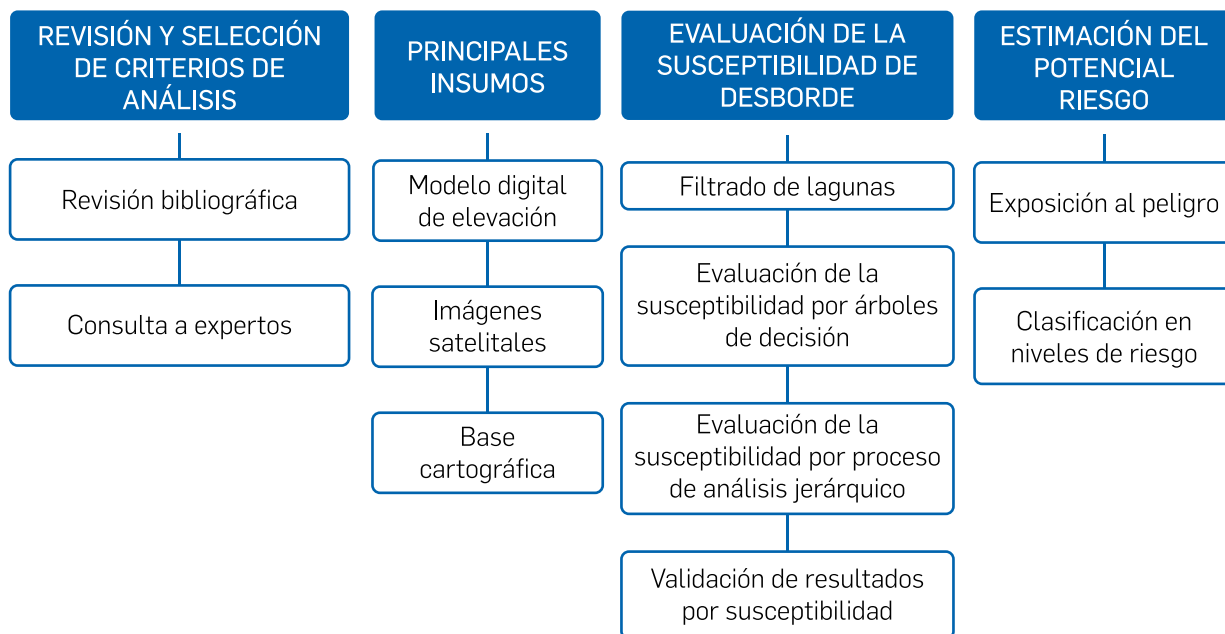 REVISIÓN Y SELECCIÓN
DE CRITERIOS DE
ANÁLISIS
Revisión bibliográfica
Consulta a expertos
PRINCIPALES
INSUMOS
Modelo digital
de elevación
Imágenes
satelitales
Base
cartográfica
EVALUACIÓN DE LA
SUSCEPTIBILIDAD DE
DESBORDE
Filtrado de lagunas
Evaluación de la
susceptibilidad por árboles
de decisión
Evaluación de la
susceptibilidad por proceso
de análisis jerárquico
Validación de resultados
por susceptibilidad
ESTIMACIÓN DEL
POTENCIAL
RIESGO
Exposición al peligro
Clasificación en
niveles de riesgo